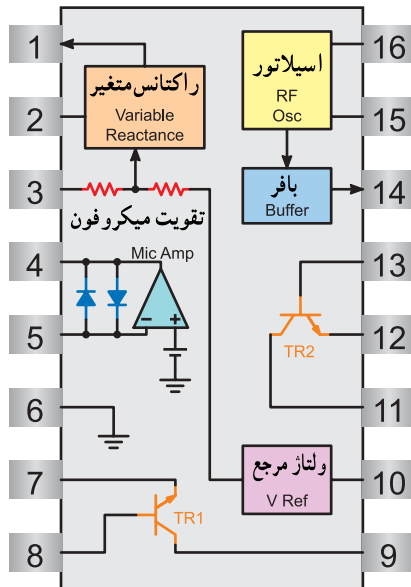 1
16
راکتانس متغیر
Variable
Reactance
اسیلاتور
RF
Osc
2
15
3
بافر
Buffer
14
تقویت میکروفون
Mic Amp
4
13
5
12
TR2
6
11
7
ولتاژ مرجع
V Ref
10
TR1
8
9